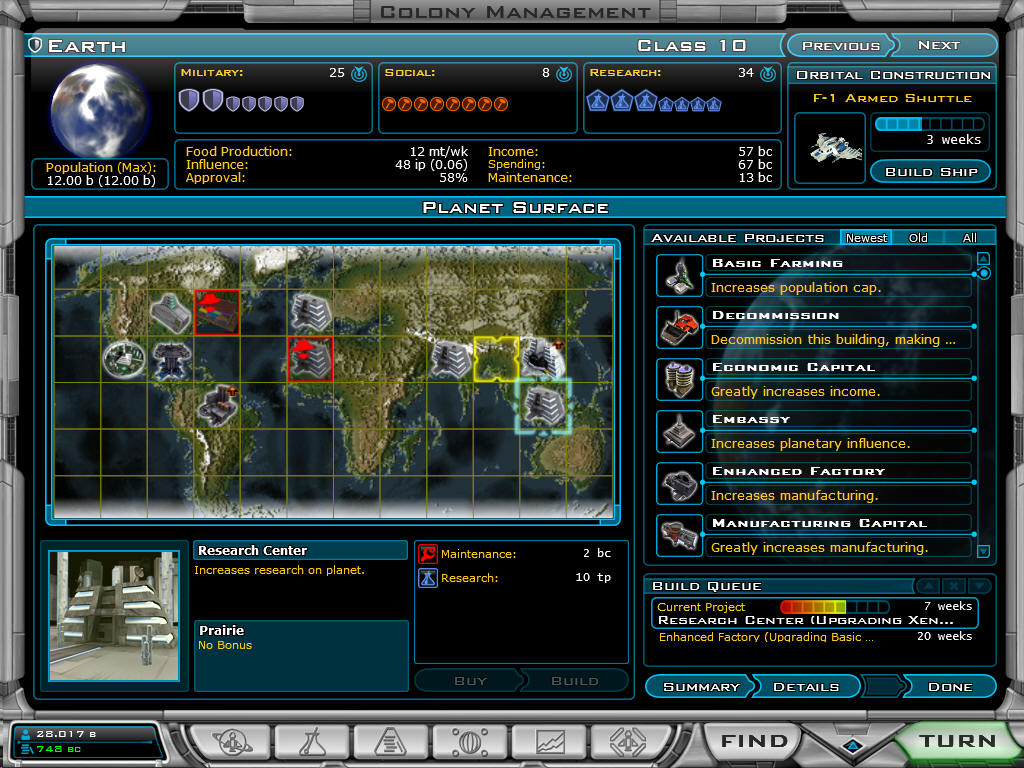 Colony Management
Earth
Class 10
Previous
Next
Military: 25
Social: 8
Research: 34
Orbital Construction
F-1 Armed Shuttle
3 weeks
Build Ship
Population (Max):
12.00 b (12.00 b)
Food Production: 12 mt/wk
Influence: 48 ip (0.06)
Approval: 58%
Income: 57 bc
Spending: 67 bc
Maintenance: 13 bc
Planet Surface
Available Projects
Newest
Old
All
Basic Farming
Increases population cap.
Decommission
Decommission this building, making ...
Economic Capital
Greatly increases income.
Embassy
Increases planetary influence.
Enhanced Factory
Increases manufacturing.
Manufacturing Capital
Greatly increases manufacturing.
Research Center
Increases research on planet.
Prairie
No Bonus
Maintenance: 2 bc
Research: 10 tp
Buy
Build
Build Queue
Current Project 7 weeks
Research Center (Upgrading Xen...
Enhanced Factory (Upgrading Basic ... 20 weeks
Summary
Details
Done
28.017 b
748 bc
Find
Turn